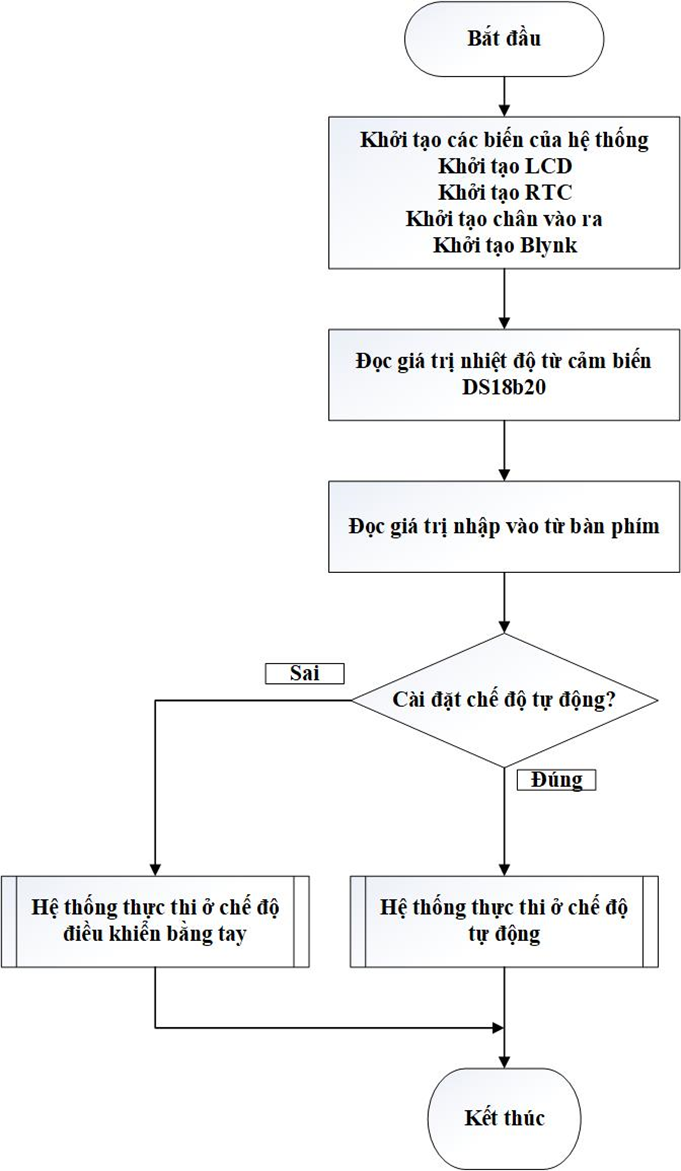 Bắt đầu
Khởi tạo các biến của hệ thống
Khởi tạo LCD
Khởi tạo RTC
Khởi tạo chân vào ra
Khởi tạo Blynk
Đọc giá trị nhiệt độ từ cảm biến
DS18b20
Đọc giá trị nhập vào từ bàn phím
Cài đặt chế độ tự động?
Sai
Đúng
Hệ thống thực thi ở chế độ
điều khiển bằng tay
Hệ thống thực thi ở chế độ
tự động
Kết thúc